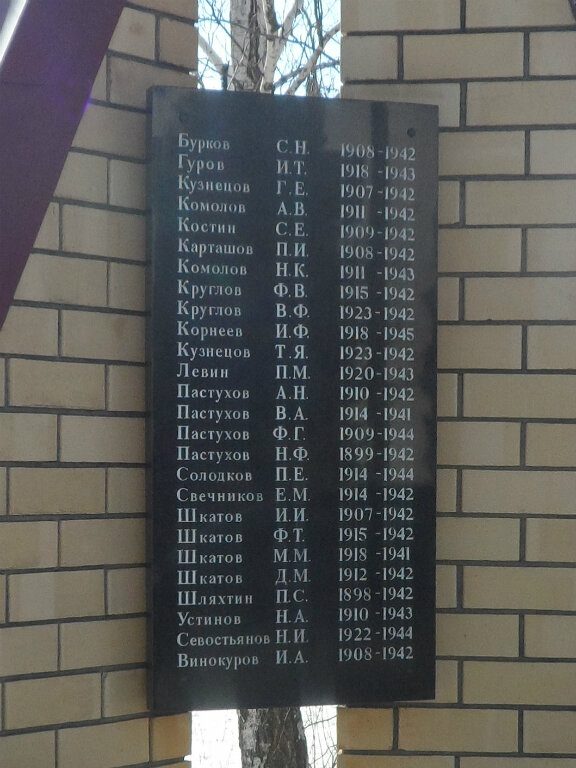 Бурков С.Н. 1908-1942
Гуров И.Т. 1918-1943
Кузнецов Г.Е. 1907-1942
Комолов А.В. 1911-1942
Костин С.Е. 1909-1942
Карташов П.И. 1908-1942
Комолов Н.К. 1911-1943
Круглов Ф.В. 1915-1942
Круглов В.Ф. 1923-1942
Корнеев И.Ф. 1918-1945
Кузнецов Т.Я. 1923-1942
Левин П.М. 1920-1943
Пастухов А.Н. 1910-1942
Пастухов В.А. 1914-1941
Пастухов Ф.Г. 1909-1944
Пастухов Н.Ф. 1899-1942
Солодков П.Е. 1914-1944
Свечников Е.М. 1914-1942
Шкатов И.И. 1907-1942
Шкатов Ф.Т. 1915-1942
Шкатов М.М. 1918-1941
Шкатов Д.М. 1912-1942
Шляхтин П.С. 1898-1942
Устинов Н.А. 1910-1943
Севостьянов Н.И. 1922-1944
Винокуров И.А. 1908-1942